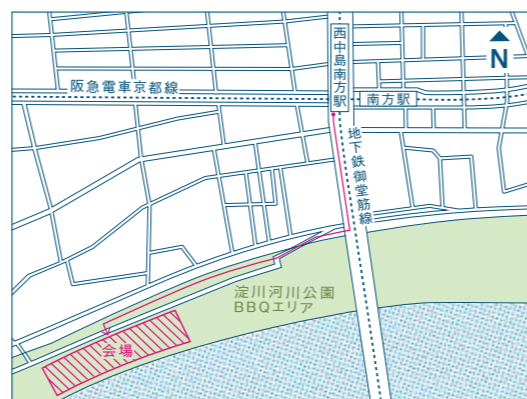 西中島南方駅
N
阪急電車京都線
南方駅
地下鉄御堂筋線
淀川河川公園
BBQエリア
会場